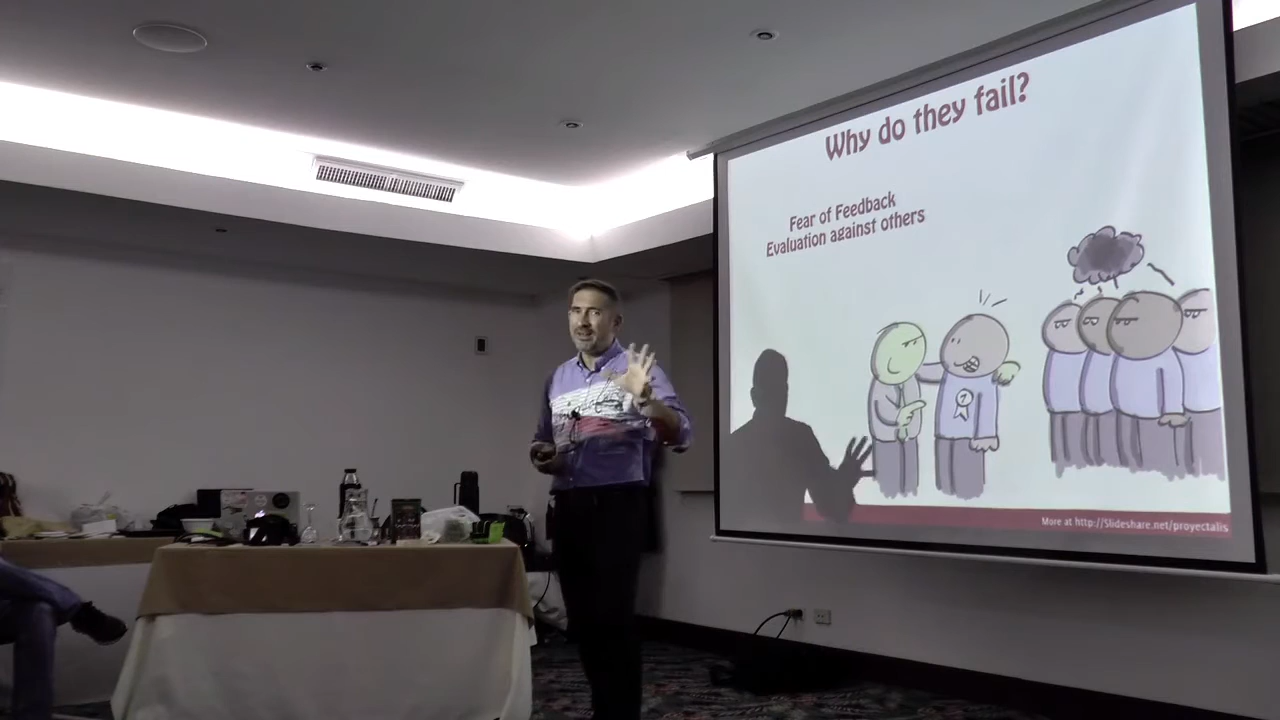 Why do they fail?
Fear of Feedback
Evaluation against others
More at http://Slideshare.net/proyectalis